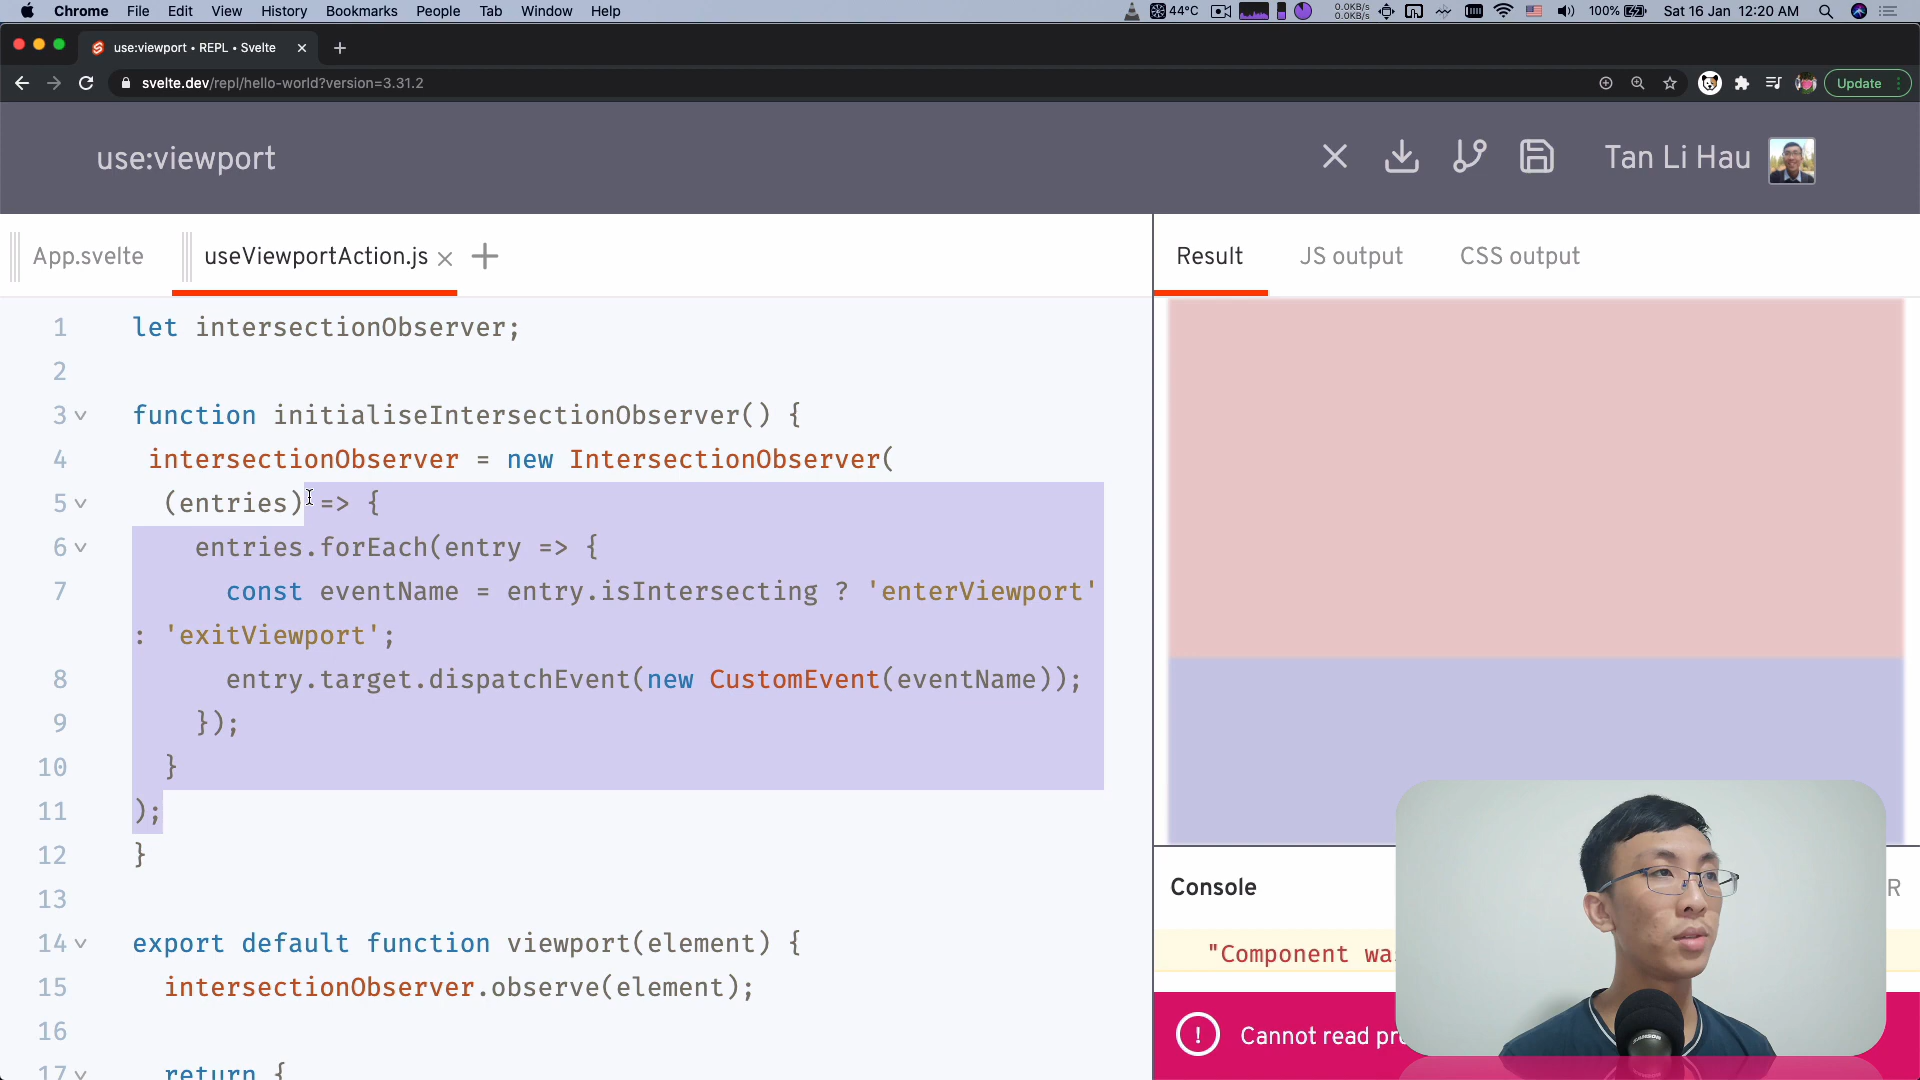 Chrome File Edit View History Bookmarks People Tab Window Help
44°C
0.0KB/s
0.0KB/s
100%
Sat 16 Jan 12:20 AM
use:viewport • REPL • Svelte
svelte.dev/repl/hello-world?version=3.31.2
Update
use:viewport
Tan Li Hau
App.svelte
useViewportAction.js
Result
JS output
CSS output
1 let intersectionObserver;
2
3 function initialiseIntersectionObserver() {
4 intersectionObserver = new IntersectionObserver(
5 (entries) => {
6 entries.forEach(entry => {
7 const eventName = entry.isIntersecting ? 'enterViewport'
: 'exitViewport';
8 entry.target.dispatchEvent(new CustomEvent(eventName));
9 });
10 }
11 );
12 }
13
14 export default function viewport(element) {
15 intersectionObserver.observe(element);
16
17 return {
Console
R
"Component wa
! Cannot read pr
SAMSON